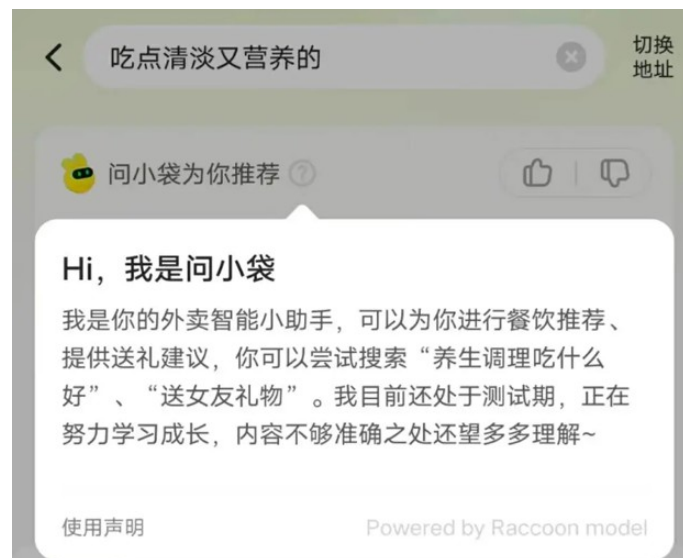 吃点清淡又营养的
切换
地址
问小袋为你推荐
Hi，我是问小袋
我是你的外卖智能小助手，可以为你进行餐饮推荐、
提供送礼建议，你可以尝试搜索“养生调理吃什么
好”、“送女友礼物”。我目前还处于测试期，正在
努力学习成长，内容不够准确之处还望多多理解~
使用声明
Powered by Raccoon model